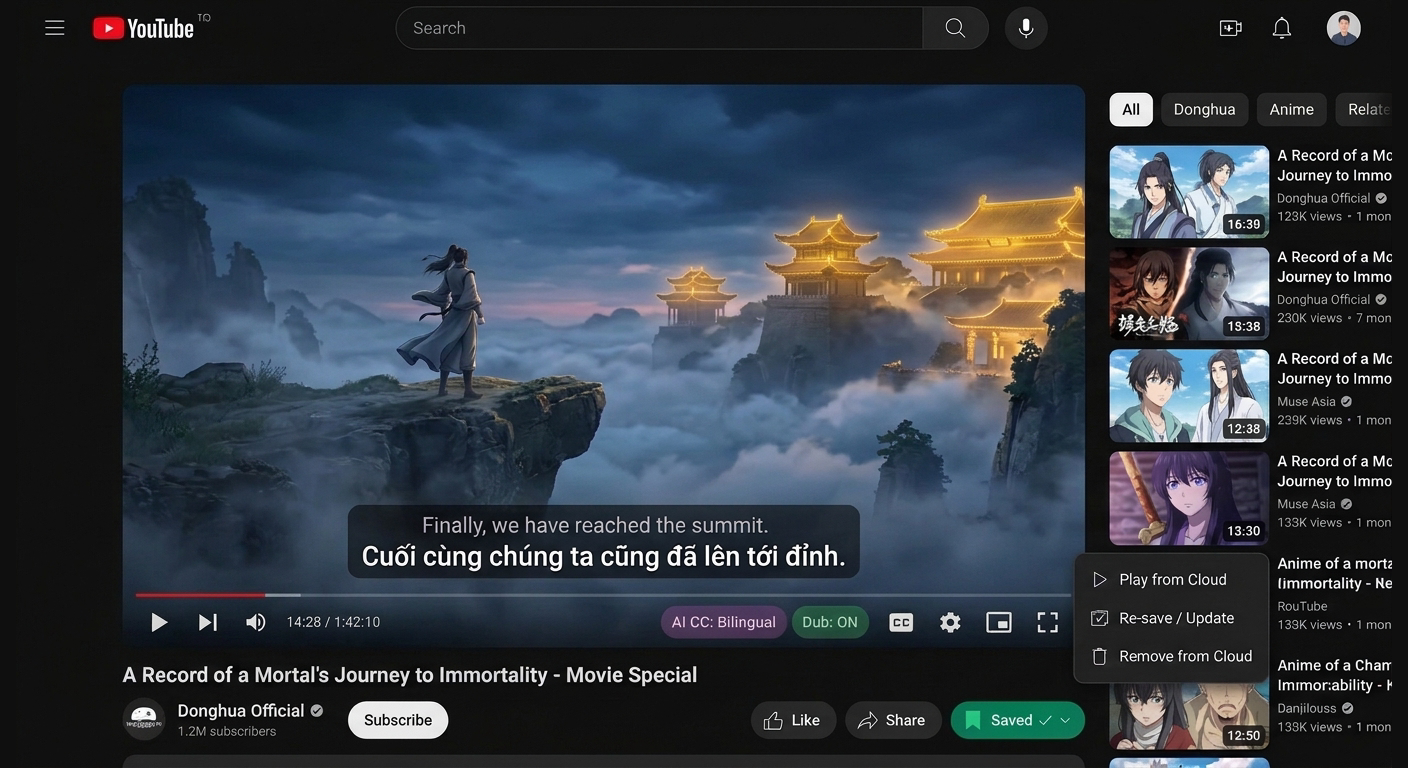 YouTube
Search
All
Donghua
Anime
Relate
A Record of a Mo
Journey to Immo
Donghua Official
123K views • 1 mon
16:39
A Record of a Mo
Journey to Immo
Donghua Official
230K views • 7 mon
18:38
A Record of a Mo
Journey to Immo
Muse Asia
239K views • 1 mon
12:38
A Record of a Mo
Journey to Immo
Muse Asia
133K views • 1 mon
13:30
Finally, we have reached the summit.
Cuối cùng chúng ta cũng đã lên tới đỉnh.
14:28 / 1:42:10
AI CC: Bilingual
Dub: ON
CC
Play from Cloud
Re-save / Update
Remove from Cloud
Anime of a morta
(immortality - Ne
RouTube
139K views • 1 mon
Anime of a Cham
Danjilouss
139K views • 1 mon
12:50
A Record of a Mortal's Journey to Immortality - Movie Special
Donghua Official
1.2M subscribers
Subscribe
Like
Share
Saved